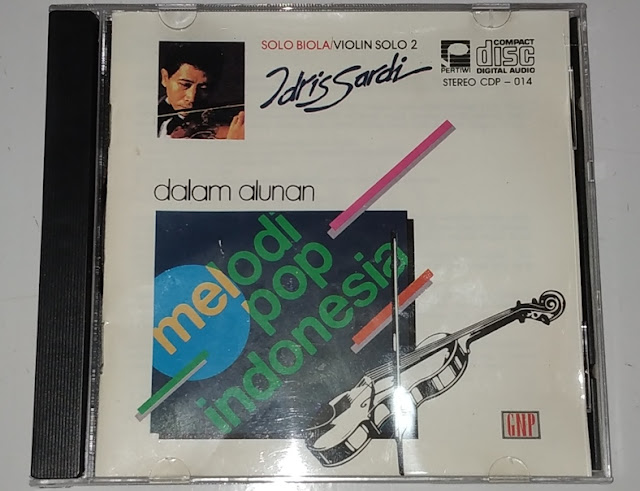 SOLO BIOLA/VIOLIN SOLO 2
Idris Sardi
PERTIWI
COMPACT
disc
DIGITAL AUDIO
STEREO CDP – 014
dalam alunan
melodi
pop
indonesia
GNP